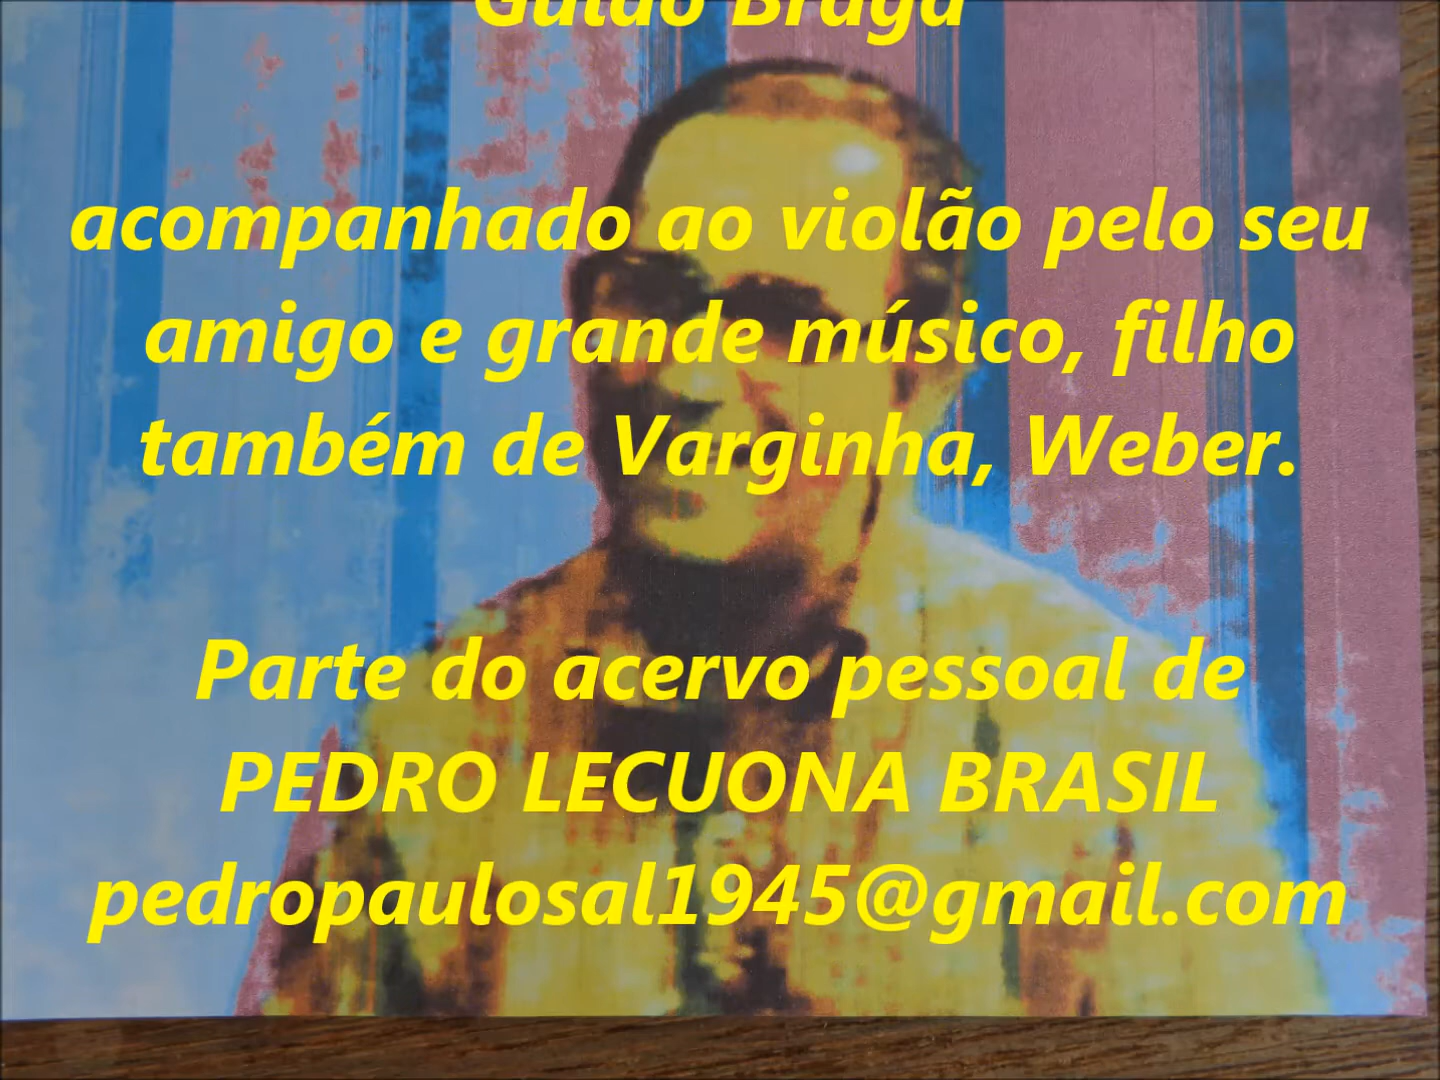 Braga
acompanhado ao violão pelo seu
amigo e grande músico, filho
também de Varginha, Weber.
Parte do acervo pessoal de
PEDRO LECUONA BRASIL
pedropaulosal1945@gmail.com